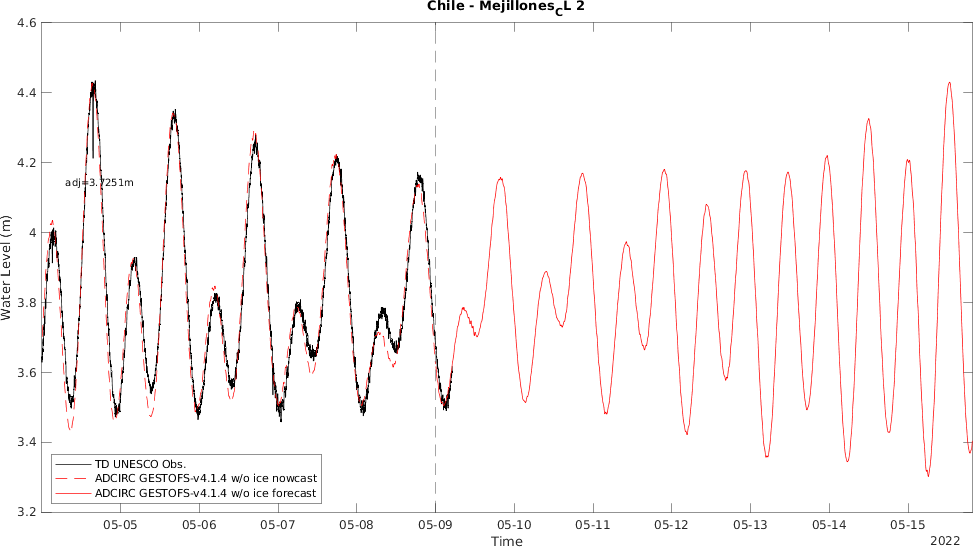 Chile - Mejillones_CL 2
4.6
4.4
4.2
4
3.8
3.6
3.4
3.2
Water Level (m)
adj=3.7251m
TD UNESCO Obs.
ADCIRC GESTOFS-v4.1.4 w/o ice nowcast
ADCIRC GESTOFS-v4.1.4 w/o ice forecast
05-05 05-06 05-07 05-08 05-09 05-10 05-11 05-12 05-13 05-14 05-15
Time
2022